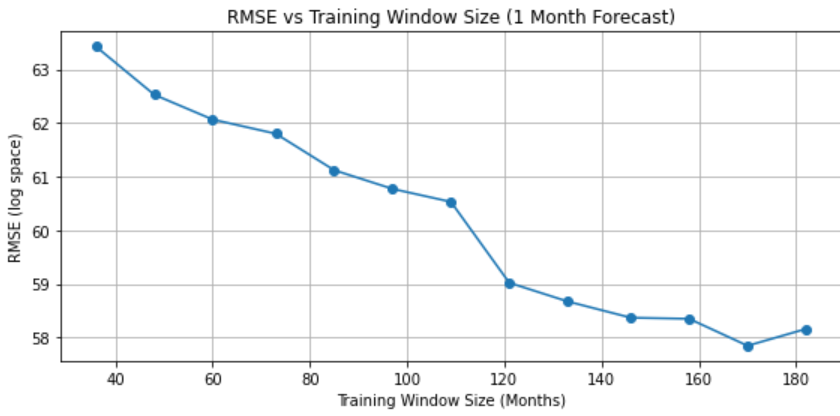 RMSE vs Training Window Size (1 Month Forecast)
RMSE (log space)
63
62
61
60
59
58
40 60 80 100 120 140 160 180
Training Window Size (Months)